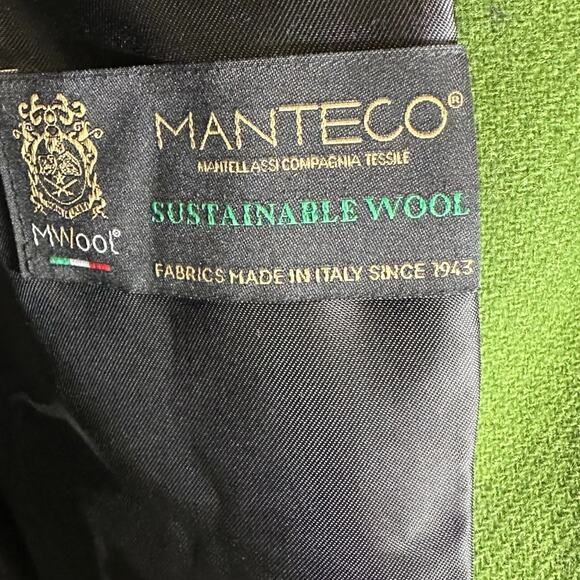 MANTECO®
MANTELLASSI COMPAGNIA TESSILE
SUSTAINABLE WOOL
MWool®
FABRICS MADE IN ITALY SINCE 1943